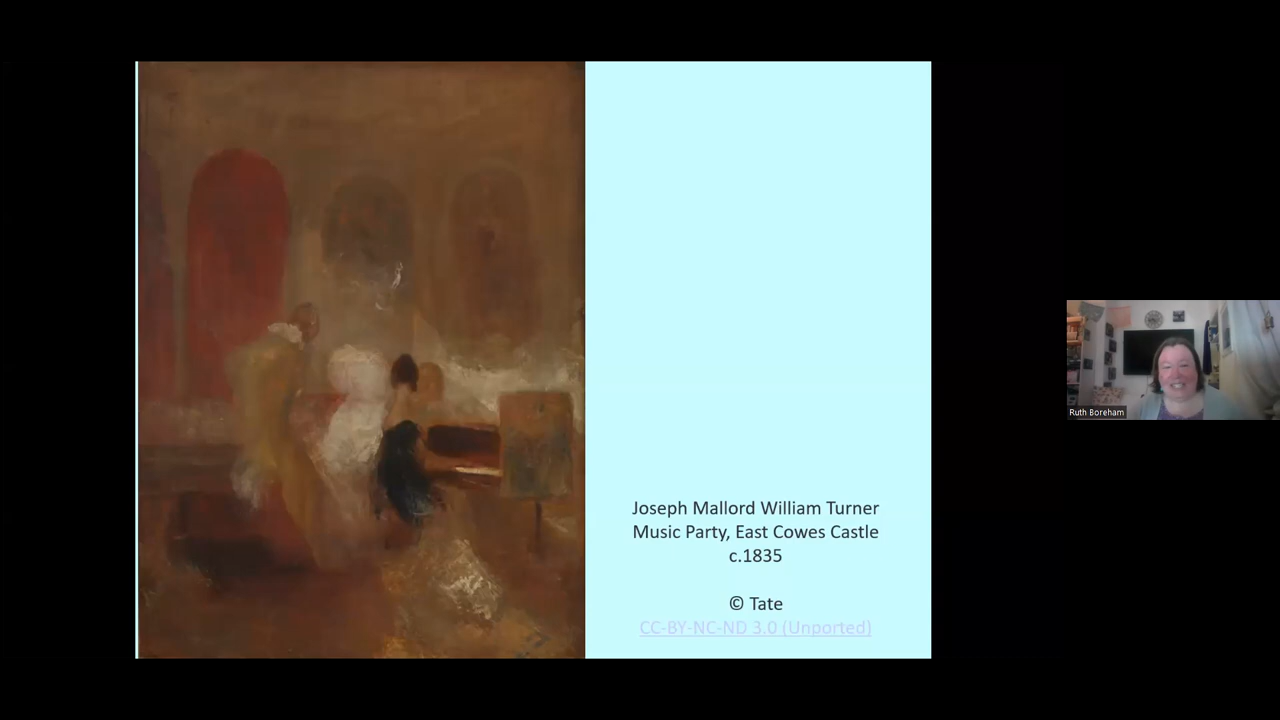 Joseph Mallord William Turner
Music Party, East Cowes Castle
c.1835
© Tate
CC-BY-NC-ND 3.0 (Unported)
Ruth Boreham